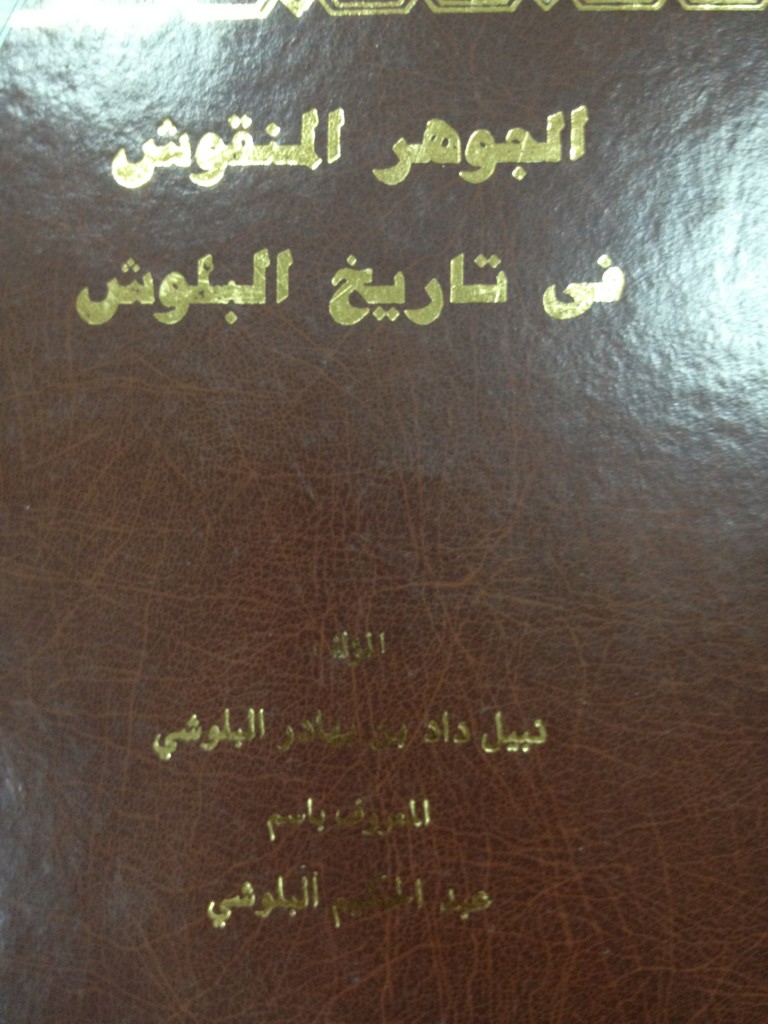 الجوهر المنقوش
فى تاريخ البلوش
المؤلف
نبيل داد بن بهادر البلوشي
المعروف باسم
عبد الحكيم البلوشي